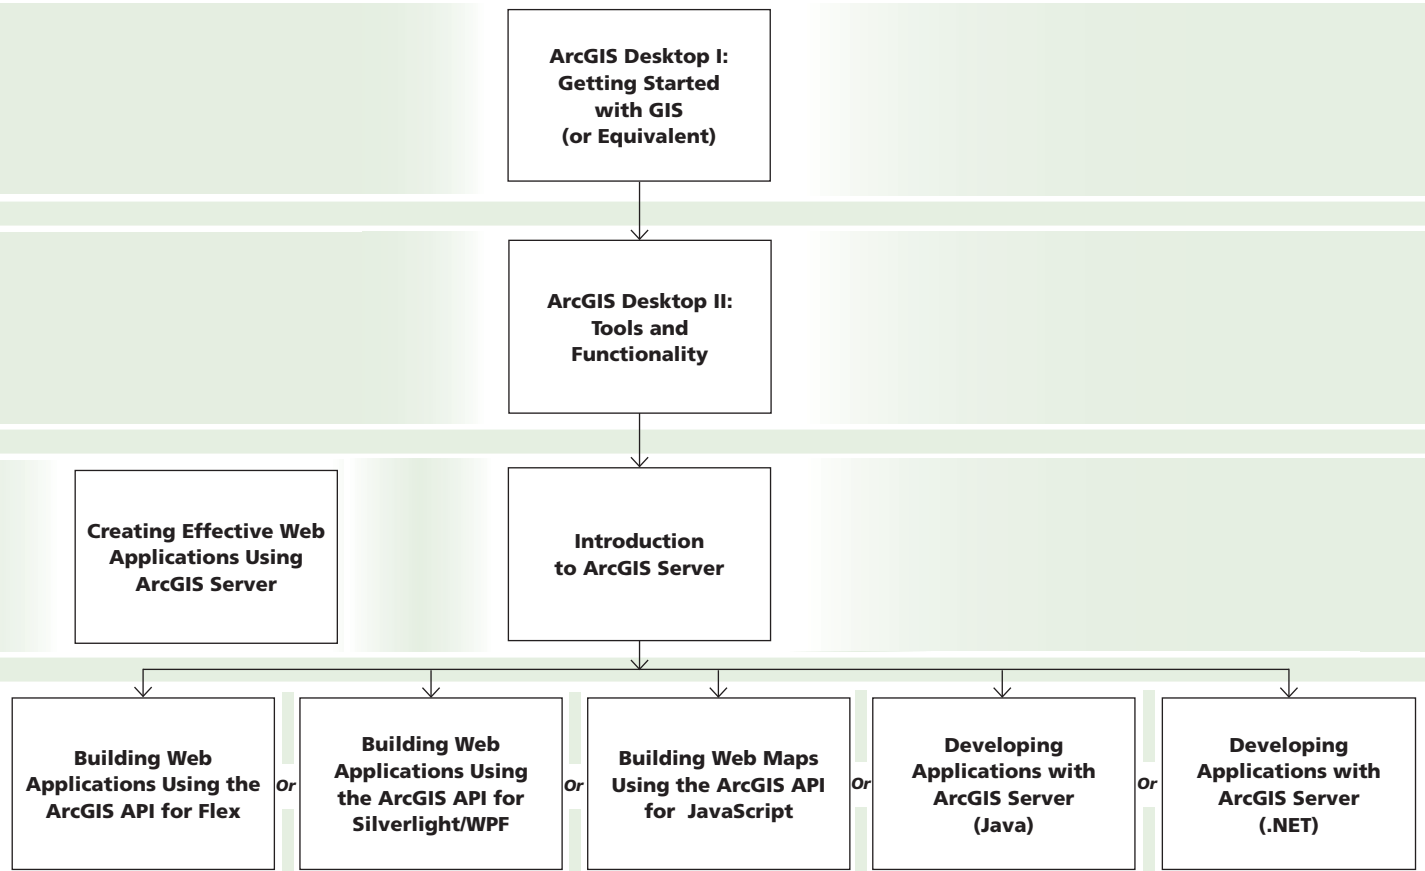 ArcGIS Desktop I:
Getting Started
with GIS
(or Equivalent)
ArcGIS Desktop II:
Tools and
Functionality
Creating Effective Web
Applications Using
ArcGIS Server
Introduction
to ArcGIS Server
Building Web
Applications Using the
ArcGIS API for Flex
Or
Building Web
Applications Using
the ArcGIS API for
Silverlight/WPF
Or
Building Web Maps
Using the ArcGIS API
for JavaScript
Or
Developing
Applications with
ArcGIS Server
(Java)
Or
Developing
Applications with
ArcGIS Server
(.NET)